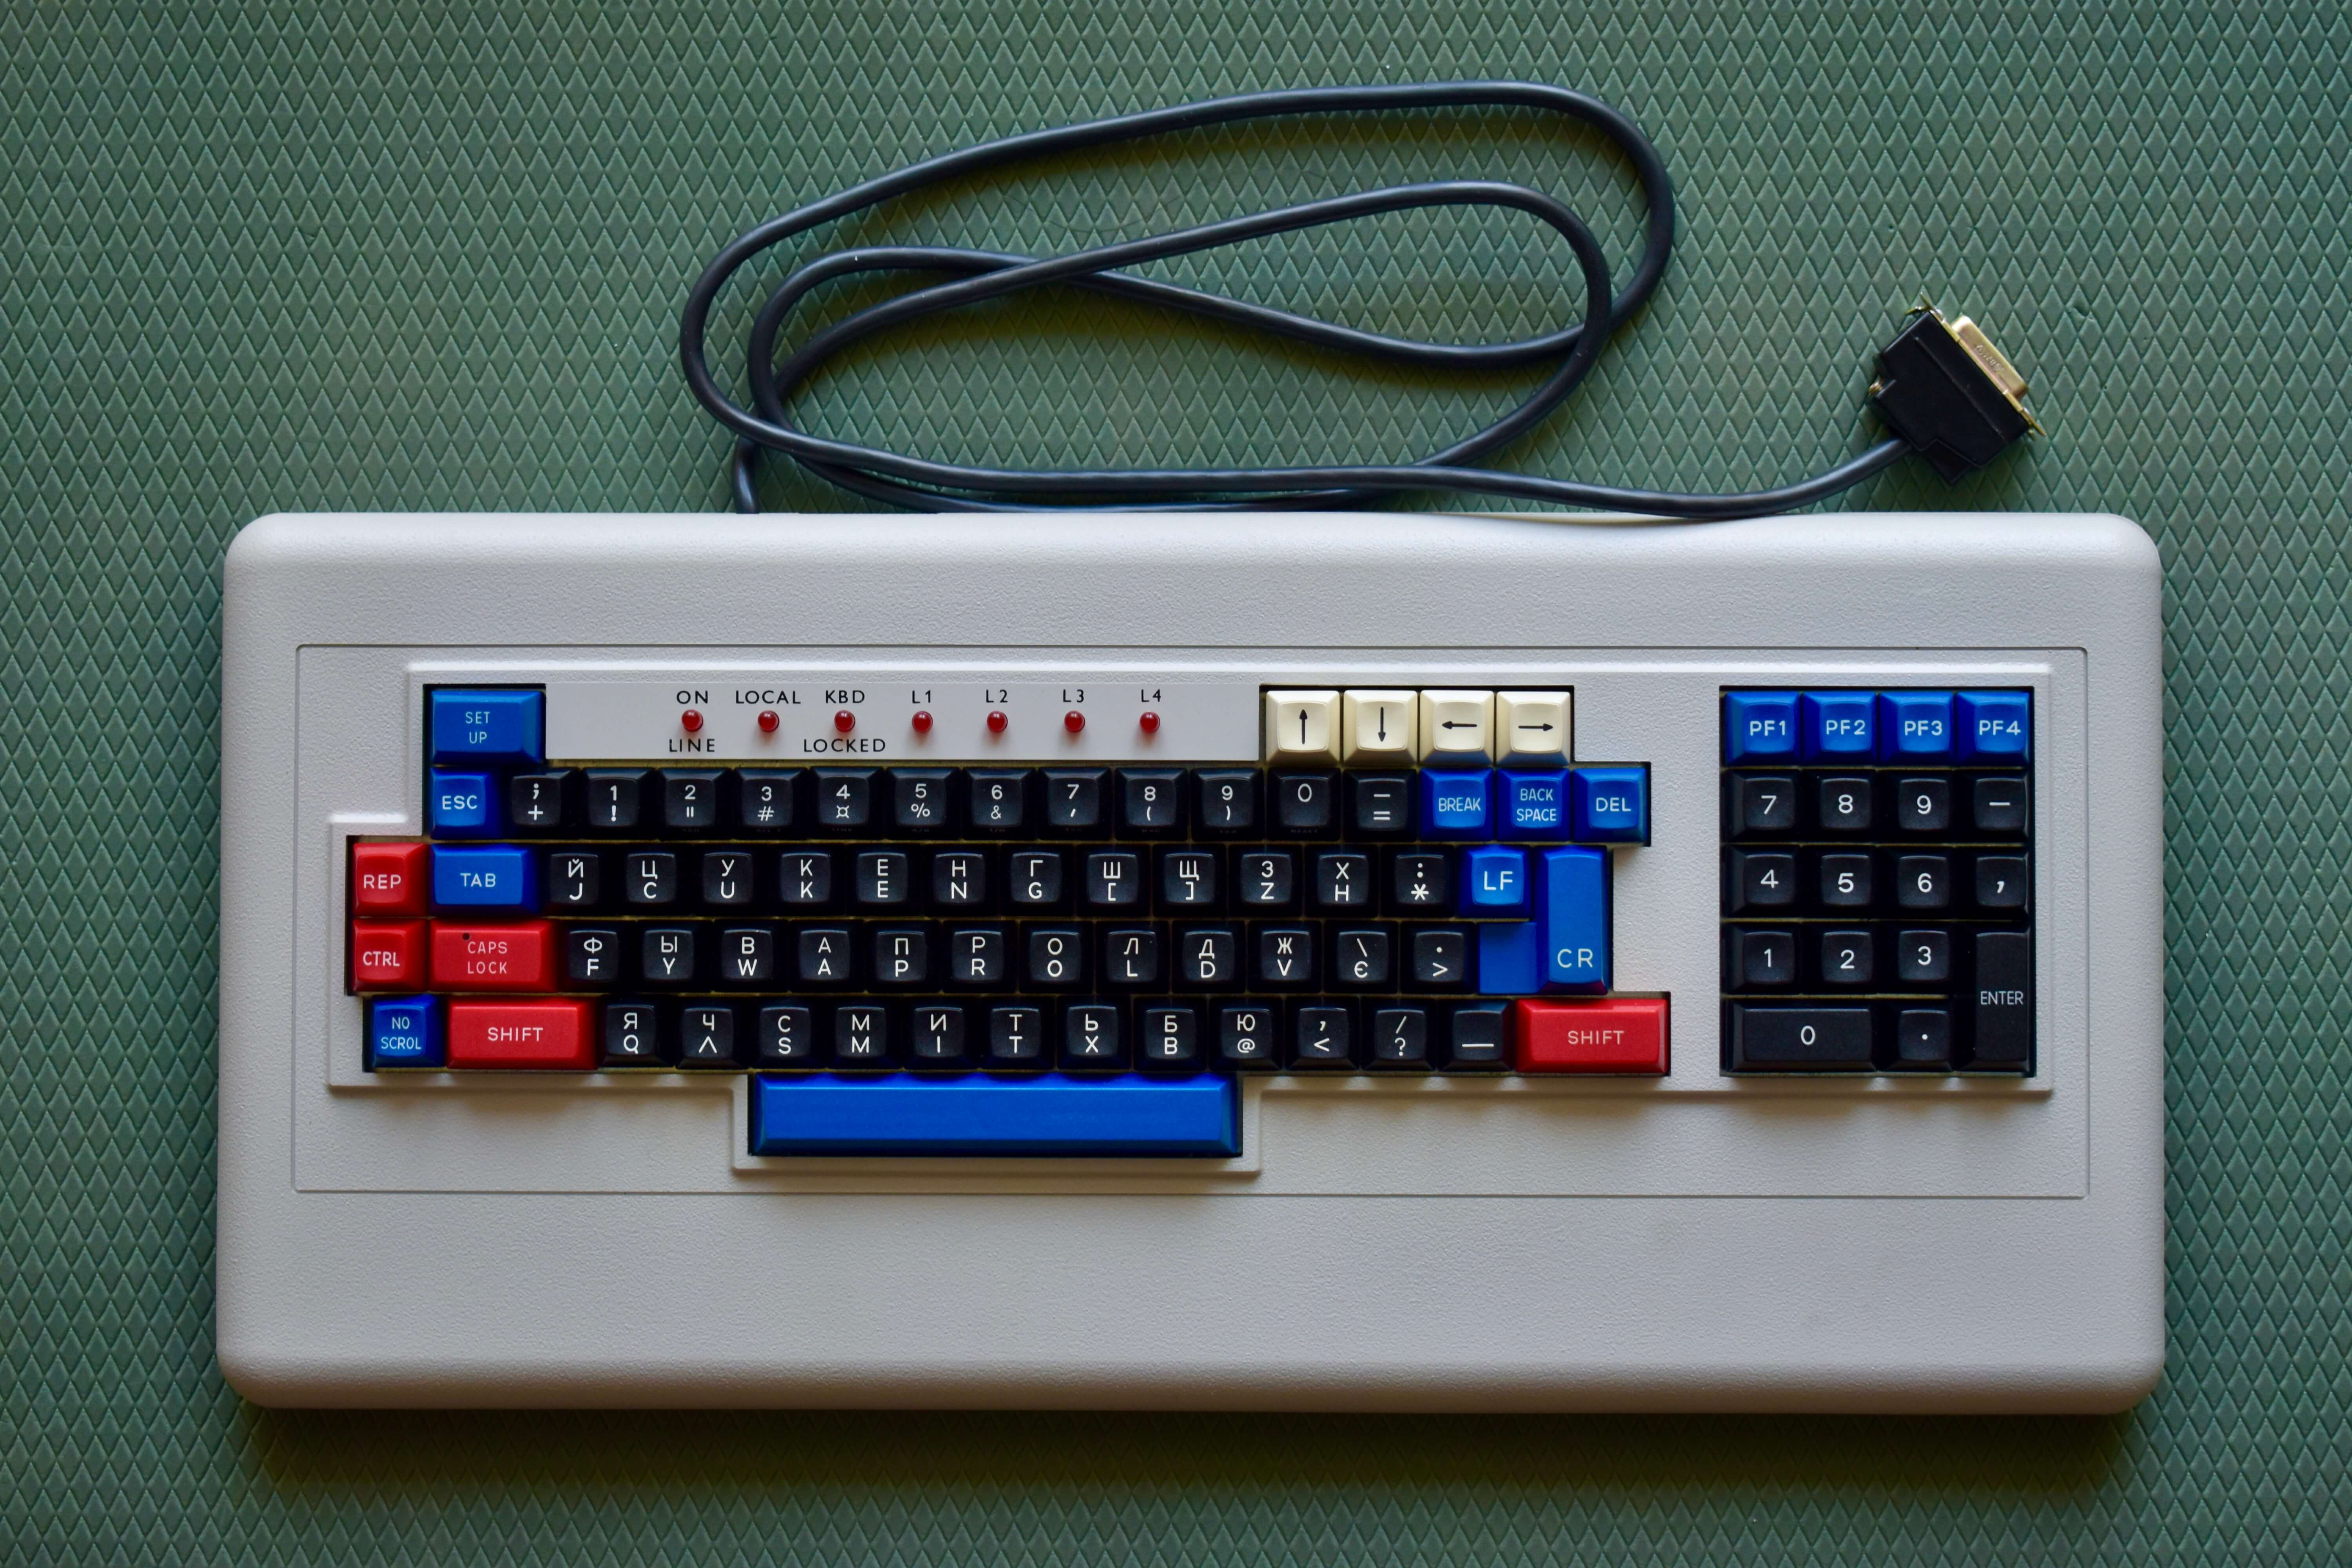 ON LOCAL KBD L1 L2 L3 L4
LINE LOCKED
SET
UP
↑ ↓ ← →
PF1 PF2 PF3 PF4
ESC
; 1 2 3 4 5 6 7 8 9 0 —
+ ! " # ¤ % & ' ( ) =
BREAK
BACK
SPACE
DEL
7 8 9 —
REP TAB
Й Ц У К Е Н Г Ш Щ З Х :
J C U K E N G [ ] Z H *
LF
4 5 6 ,
CTRL
CAPS
LOCK
Ф Ы В А П Р О Л Д Ж \ .
F Y W A P R O L D V Є >
CR
1 2 3
ENTER
NO
SCROL
SHIFT
Я Ч С М И Т Ь Б Ю , / —
Q Λ S M I T X B @ < ?
SHIFT
0 .